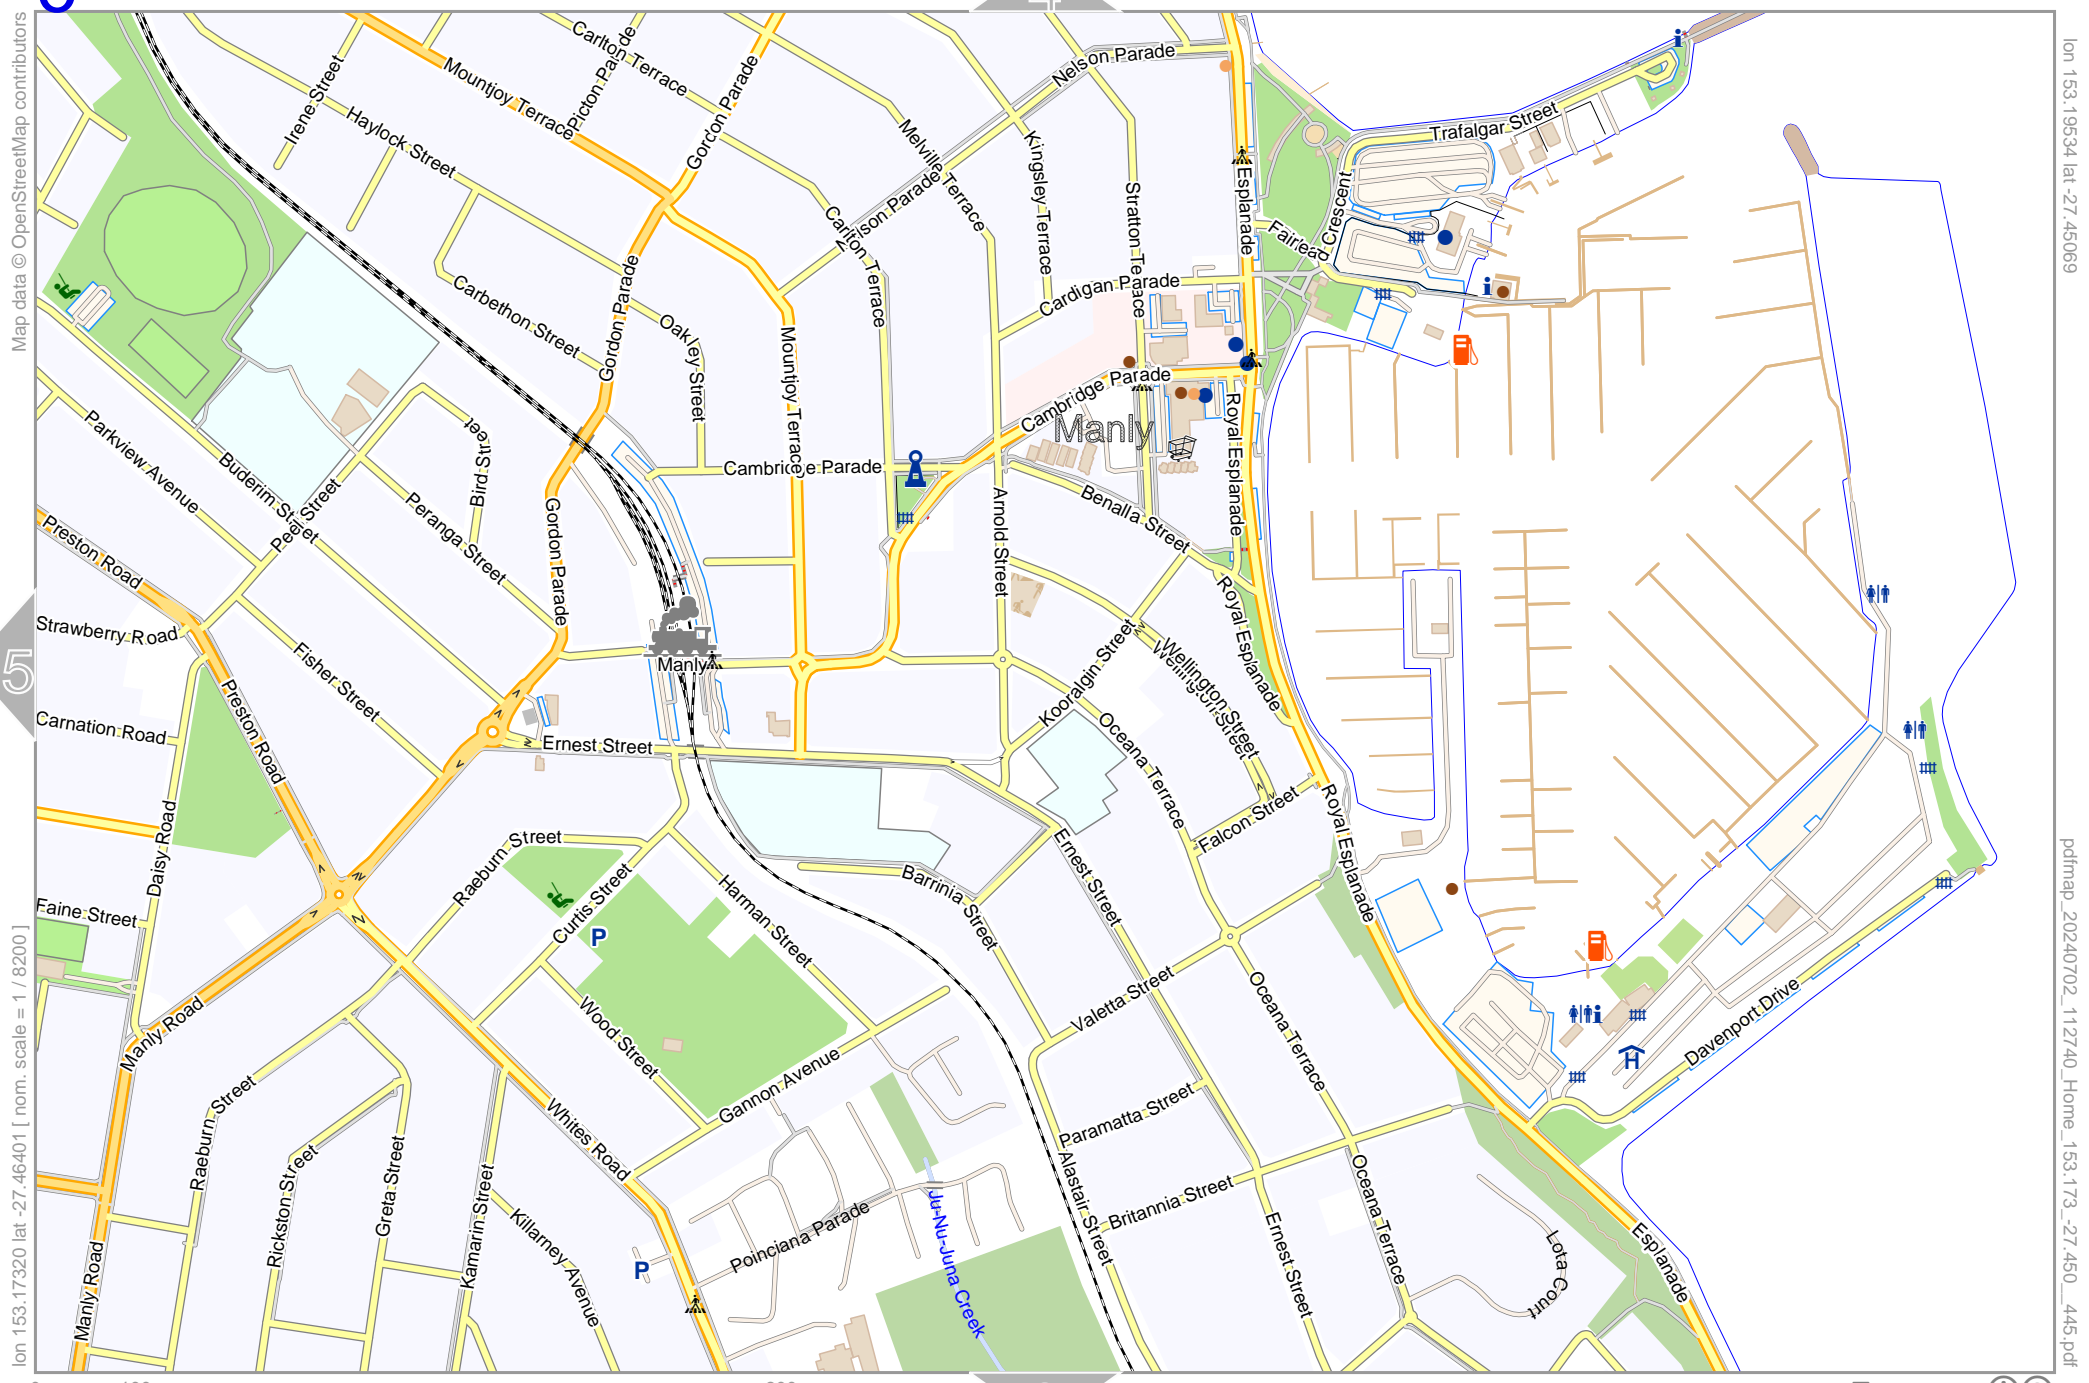 Map data © OpenStreetMap contributors
lon 153.17320 lat -27.46401 [ nom. scale = 1 / 8200 ]
lon 153.19534 lat -27.45069
pdfmap_20240702_112740_Home_153.173_-27.450__445.pdf
5
Carlton Terrace
Picton Parade
Mountjoy Terrace
Irene Street
Haylock Street
Gordon Parade
Nelson Parade
Melville Terrace
Kingsley Terrace
Stratton Terrace
Esplanade
Trafalgar Street
Fairlead Crescent
Nelson Parade
Carlton Terrace
Cardigan Parade
Carbethon Street
Gordon Parade
Oakley Street
Mountjoy Terrace
Cambridge Parade
Manly
Royal Esplanade
Parkview Avenue
Buderim Street
Bird Street
Peel Street
Peranga Street
Cambridge Parade
Benalla Street
Arnold Street
Gordon Parade
Preston Road
Strawberry Road
Fisher Street
Manly
Kooralgin Street
Wellington Street
Wellington Street
Royal Esplanade
Preston Road
Carnation Road
Ernest Street
Oceana Terrace
Falcon Street
Royal Esplanade
Daisy Road
Raeburn Street
Faine Street
Curtis Street
P
Harman Street
Barrinia Street
Ernest Street
Valetta Street
Oceana Terrace
Manly Road
Wood Street
Gannon Avenue
Davenport Drive
H
Raeburn Street
Whites Road
Paramatta Street
Alastair Street
Britannia Street
Rickston Street
Greta Street
Kamarin Street
Killarney Avenue
Poinciana Parade
P
Ju-Nu-Juna Creek
Ernest Street
Oceana Terrace
Lota Court
Esplanade
Manly Road